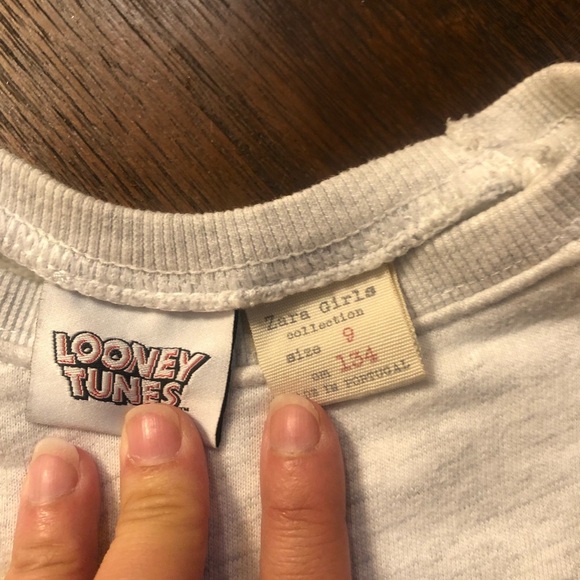 LOONEY
TUNES
Zara Girls
collection
size 9
cm 134
IN PORTUGAL